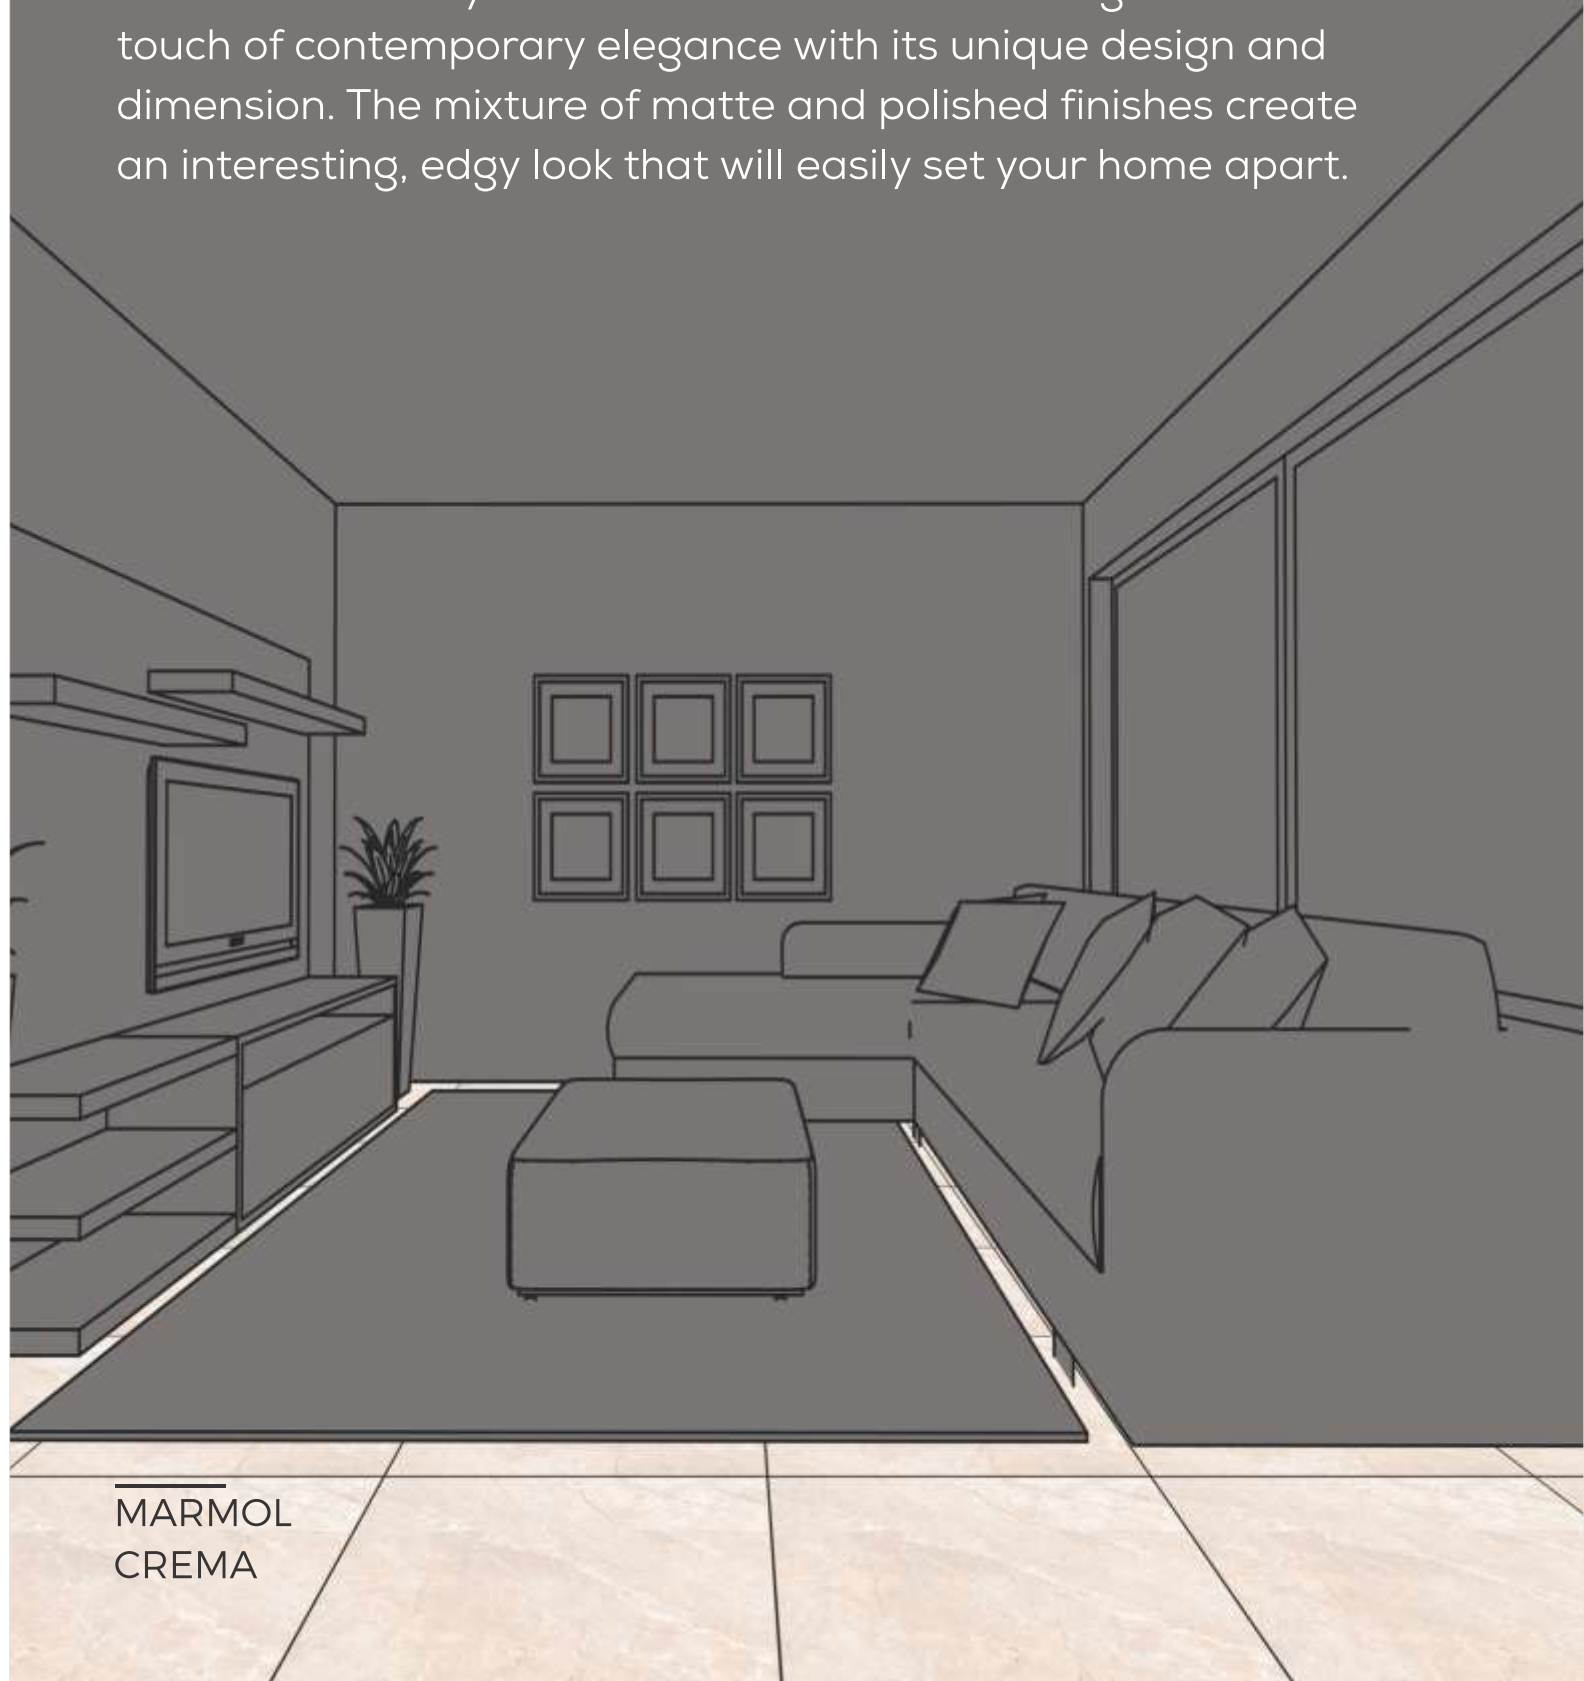 touch of contemporary elegance with its unique design and
dimension. The mixture of matte and polished finishes create
an interesting, edgy look that will easily set your home apart.
MARMOL
CREMA